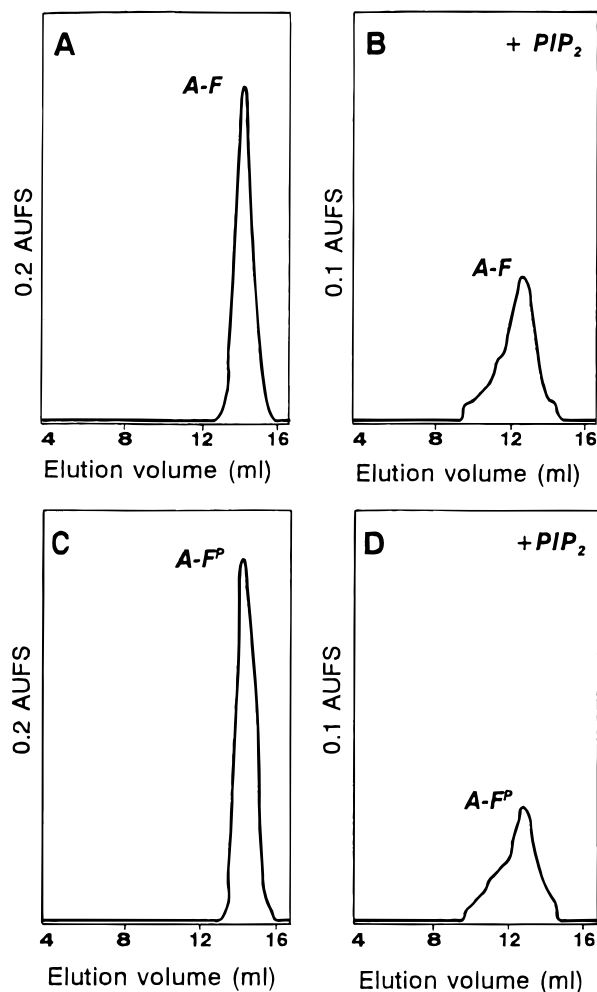 A
A-F
0.2 AUFS
4 8 12 16
Elution volume (ml)
B
+ PIP₂
A-F
0.1 AUFS
4 8 12 16
Elution volume (ml)
C
A-Fᴾ
0.2 AUFS
4 8 12 16
Elution volume (ml)
D
+PIP₂
A-Fᴾ
0.1 AUFS
4 8 12 16
Elution volume (ml)